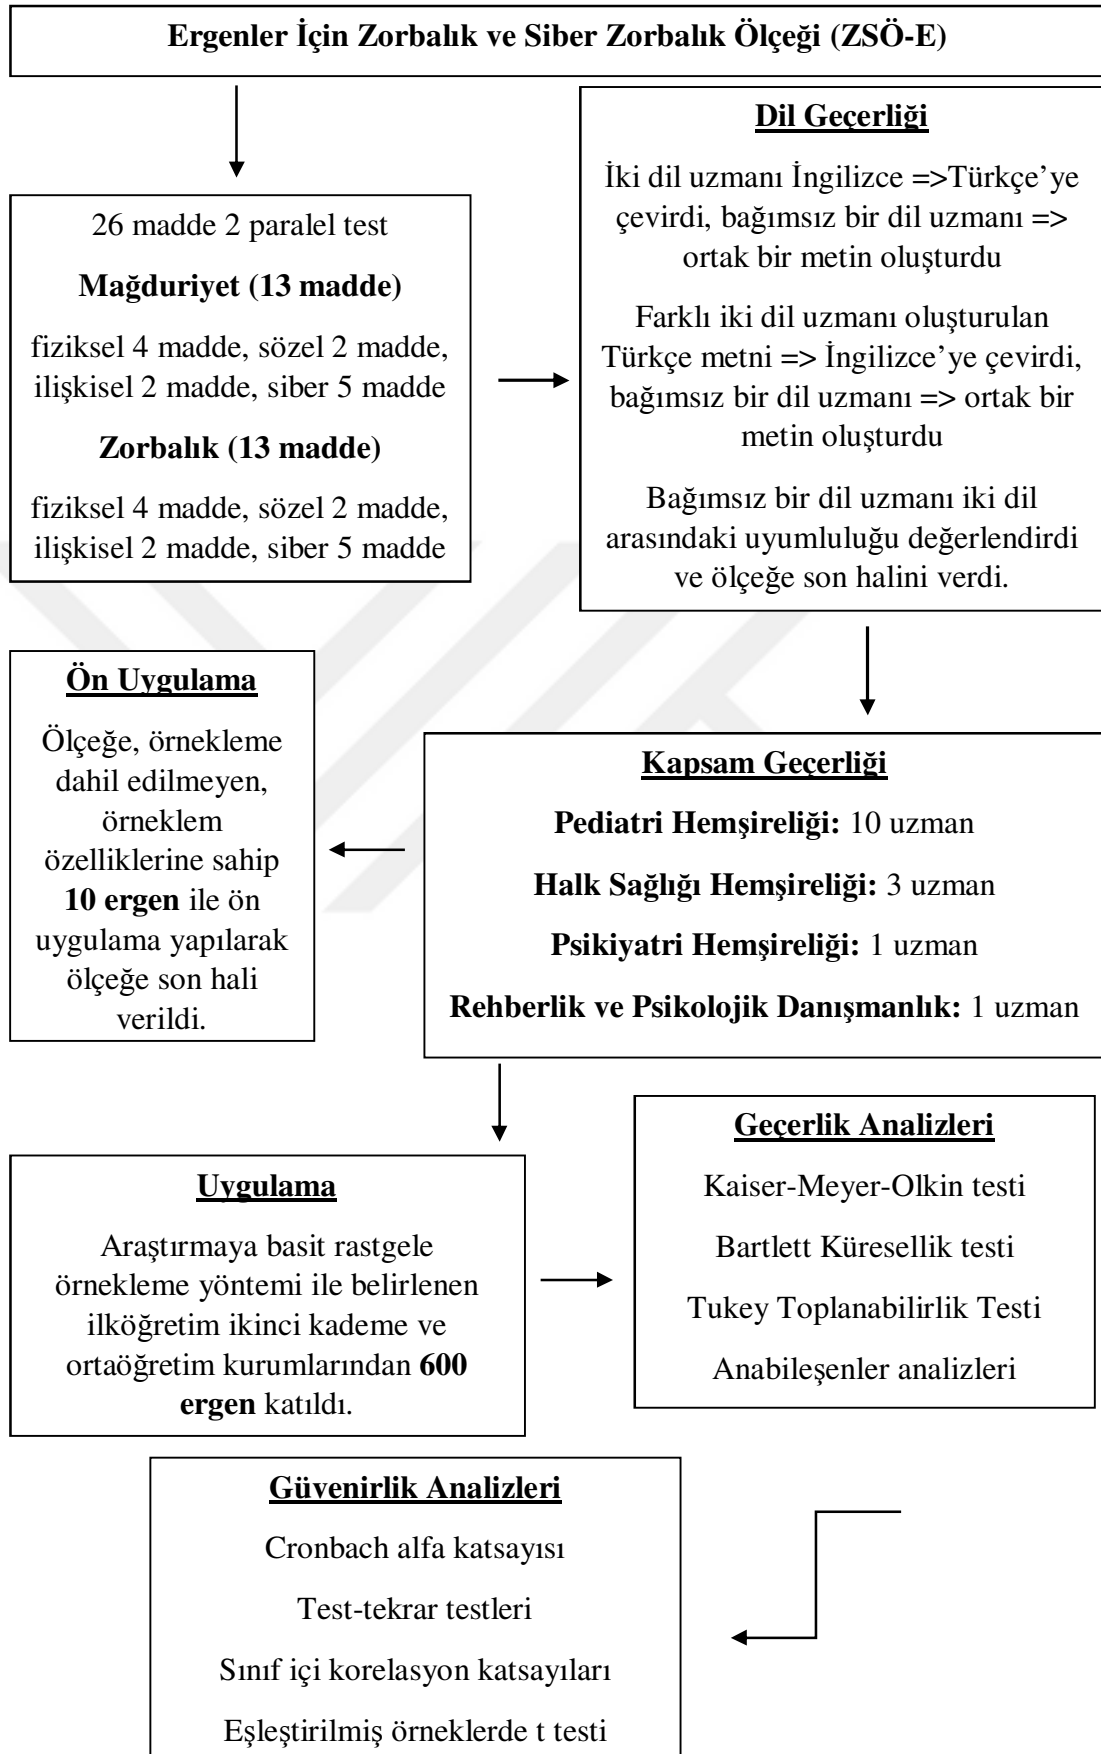 Ergenler İçin Zorbalık ve Siber Zorbalık Ölçeği (ZSÖ-E)
26 madde 2 paralel test
Mağduriyet (13 madde)
fiziksel 4 madde, sözel 2 madde,
ilişkisel 2 madde, siber 5 madde
Zorbalık (13 madde)
fiziksel 4 madde, sözel 2 madde,
ilişkisel 2 madde, siber 5 madde
Dil Geçerliği
İki dil uzmanı İngilizce =>Türkçe’ye
çevirdi, bağımsız bir dil uzmanı =>
ortak bir metin oluşturdu
Farklı iki dil uzmanı oluşturulan
Türkçe metni => İngilizce’ye çevirdi,
bağımsız bir dil uzmanı => ortak bir
metin oluşturdu
Bağımsız bir dil uzmanı iki dil
arasındaki uyumluluğu değerlendirdi
ve ölçeğe son halini verdi.
Kapsam Geçerliği
Pediatri Hemşireliği: 10 uzman
Halk Sağlığı Hemşireliği: 3 uzman
Psikiyatri Hemşireliği: 1 uzman
Rehberlik ve Psikolojik Danışmanlık: 1 uzman
Ön Uygulama
Ölçeğe, örnekleme
dahil edilmeyen,
örneklem
özelliklerine sahip
10 ergen ile ön
uygulama yapılarak
ölçeğe son hali
verildi.
Uygulama
Araştırmaya basit rastgele
örnekleme yöntemi ile belirlenen
ilköğretim ikinci kademe ve
ortaöğretim kurumlarından 600
ergen katıldı.
Geçerlik Analizleri
Kaiser-Meyer-Olkin testi
Bartlett Küresellik testi
Tukey Toplanabilirlik Testi
Anabileşenler analizleri
Güvenirlik Analizleri
Cronbach alfa katsayısı
Test-tekrar testleri
Sınıf içi korelasyon katsayıları
Eşleştirilmiş örneklerde t testi